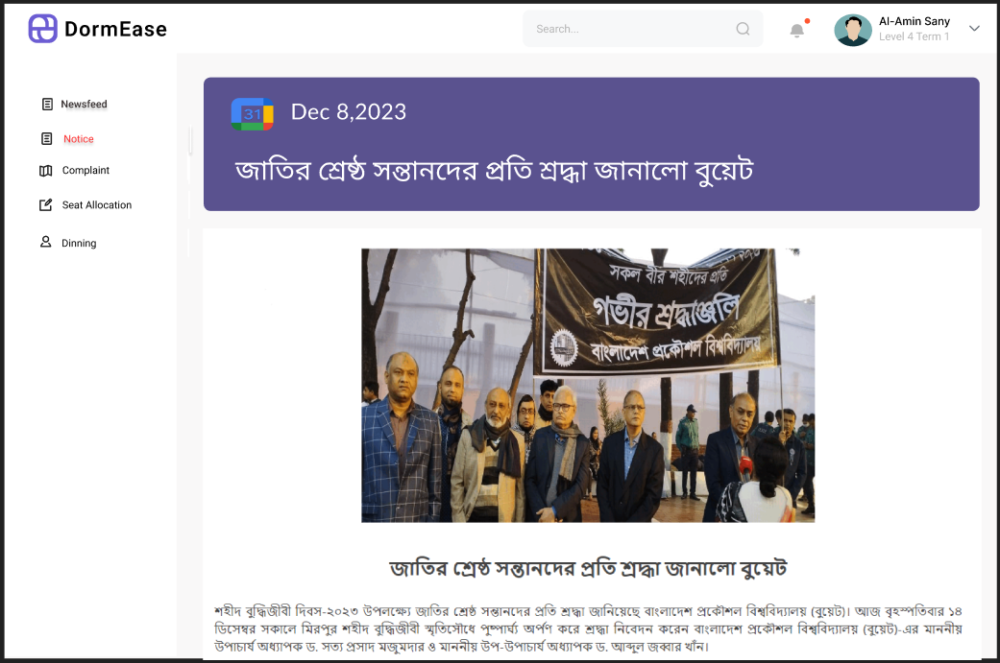 DormEase
Search...
Al-Amin Sany
Level 4 Term 1
Newsfeed
Notice
Complaint
Seat Allocation
Dinning
31
Dec 8,2023
জাতির শ্রেষ্ঠ সন্তানদের প্রতি শ্রদ্ধা জানালো বুয়েট
সকল বীর শহীদের প্রতি
গভীর শ্রদ্ধাঞ্জলি
বাংলাদেশ প্রকৌশল বিশ্ববিদ্যালয়
জাতির শ্রেষ্ঠ সন্তানদের প্রতি শ্রদ্ধা জানালো বুয়েট
শহীদ বুদ্ধিজীবী দিবস-২০২৩ উপলক্ষ্যে জাতির শ্রেষ্ঠ সন্তানদের প্রতি শ্রদ্ধা জানিয়েছে বাংলাদেশ প্রকৌশল বিশ্ববিদ্যালয় (বুয়েট)। আজ বৃহস্পতিবার ১৪
ডিসেম্বর সকালে মিরপুর শহীদ বুদ্ধিজীবী স্মৃতিসৌধে পুষ্পার্ঘ্য অর্পণ করে শ্রদ্ধা নিবেদন করেন বাংলাদেশ প্রকৌশল বিশ্ববিদ্যালয় (বুয়েট)-এর মাননীয়
উপাচার্য অধ্যাপক ড. সত্য প্রসাদ মজুমদার ও মাননীয় উপ-উপাচার্য অধ্যাপক ড. আব্দুল জব্বার খাঁন।